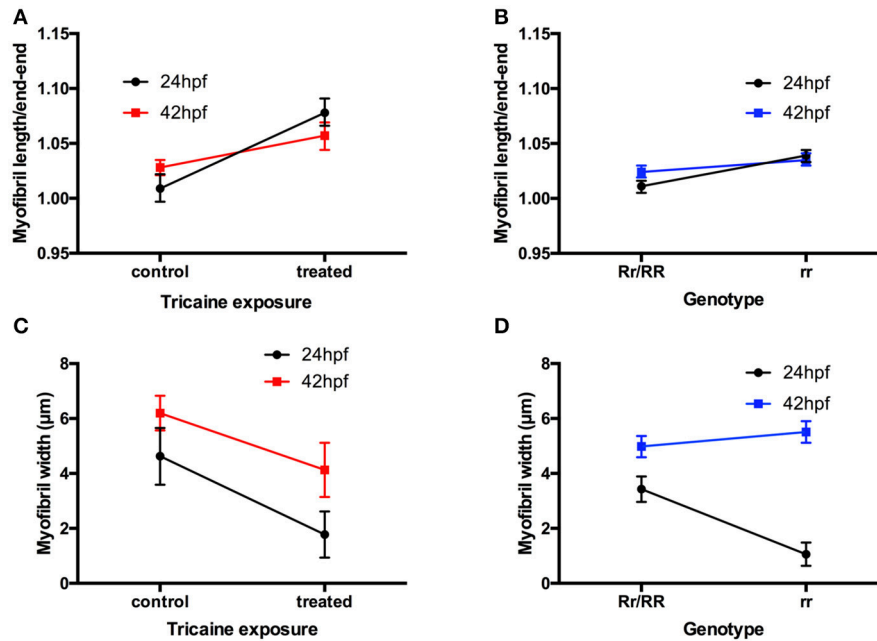 A
Myofibril length/end-end
1.15
1.10
1.05
1.00
0.95
24hpf
42hpf
control
treated
Tricaine exposure
B
Myofibril length/end-end
1.15
1.10
1.05
1.00
0.95
24hpf
42hpf
Rr/RR
rr
Genotype
C
Myofibril width (μm)
8
6
4
2
0
24hpf
42hpf
control
treated
Tricaine exposure
D
Myofibril width (μm)
8
6
4
2
0
24hpf
42hpf
Rr/RR
rr
Genotype